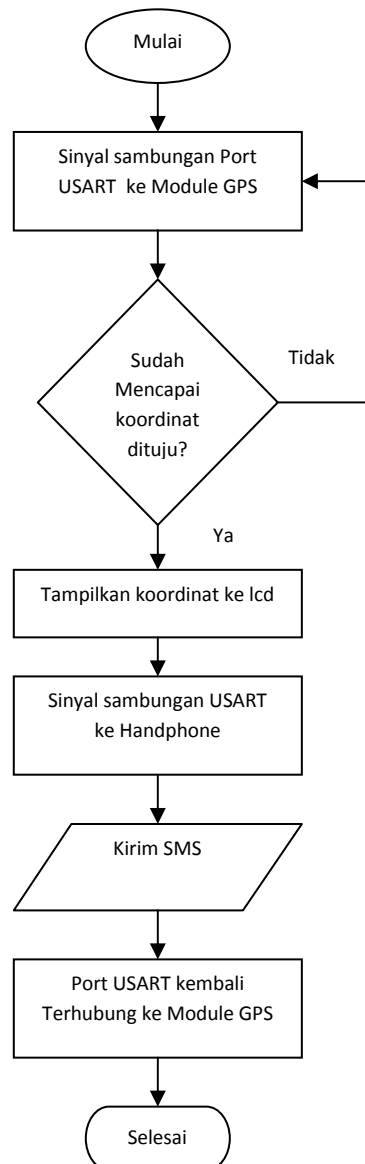 Mulai
Sinyal sambungan Port
USART ke Module GPS
Sudah
Mencapai
koordinat
dituju?
Tidak
Ya
Tampilkan koordinat ke lcd
Sinyal sambungan USART
ke Handphone
Kirim SMS
Port USART kembali
Terhubung ke Module GPS
Selesai